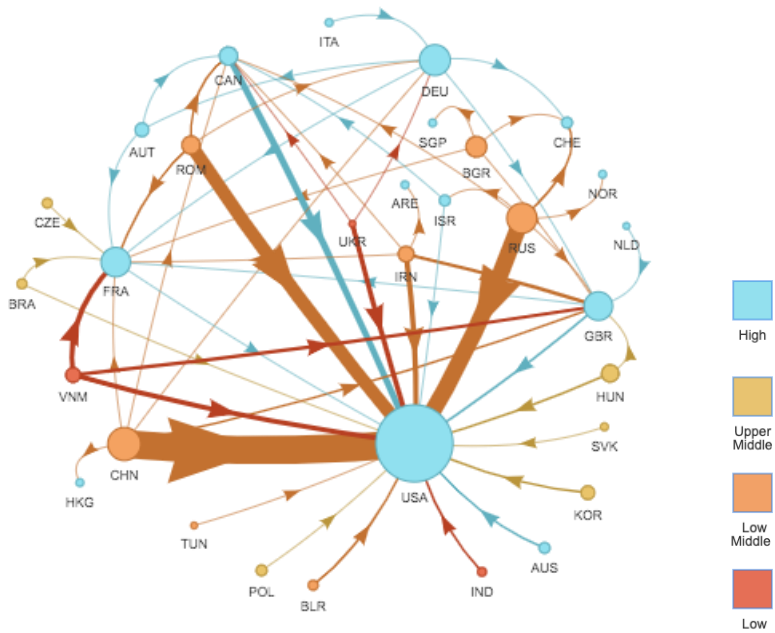 ITA
CAN
DEU
AUT
ROM
SGP
BGR
CHE
CZE
ARE
ISR
NOR
UKR
RUS
NLD
IRN
FRA
BRA
GBR
High
VNM
HUN
SVK
Upper
Middle
CHN
USA
HKG
KOR
TUN
Low
Middle
AUS
POL
BLR
IND
Low